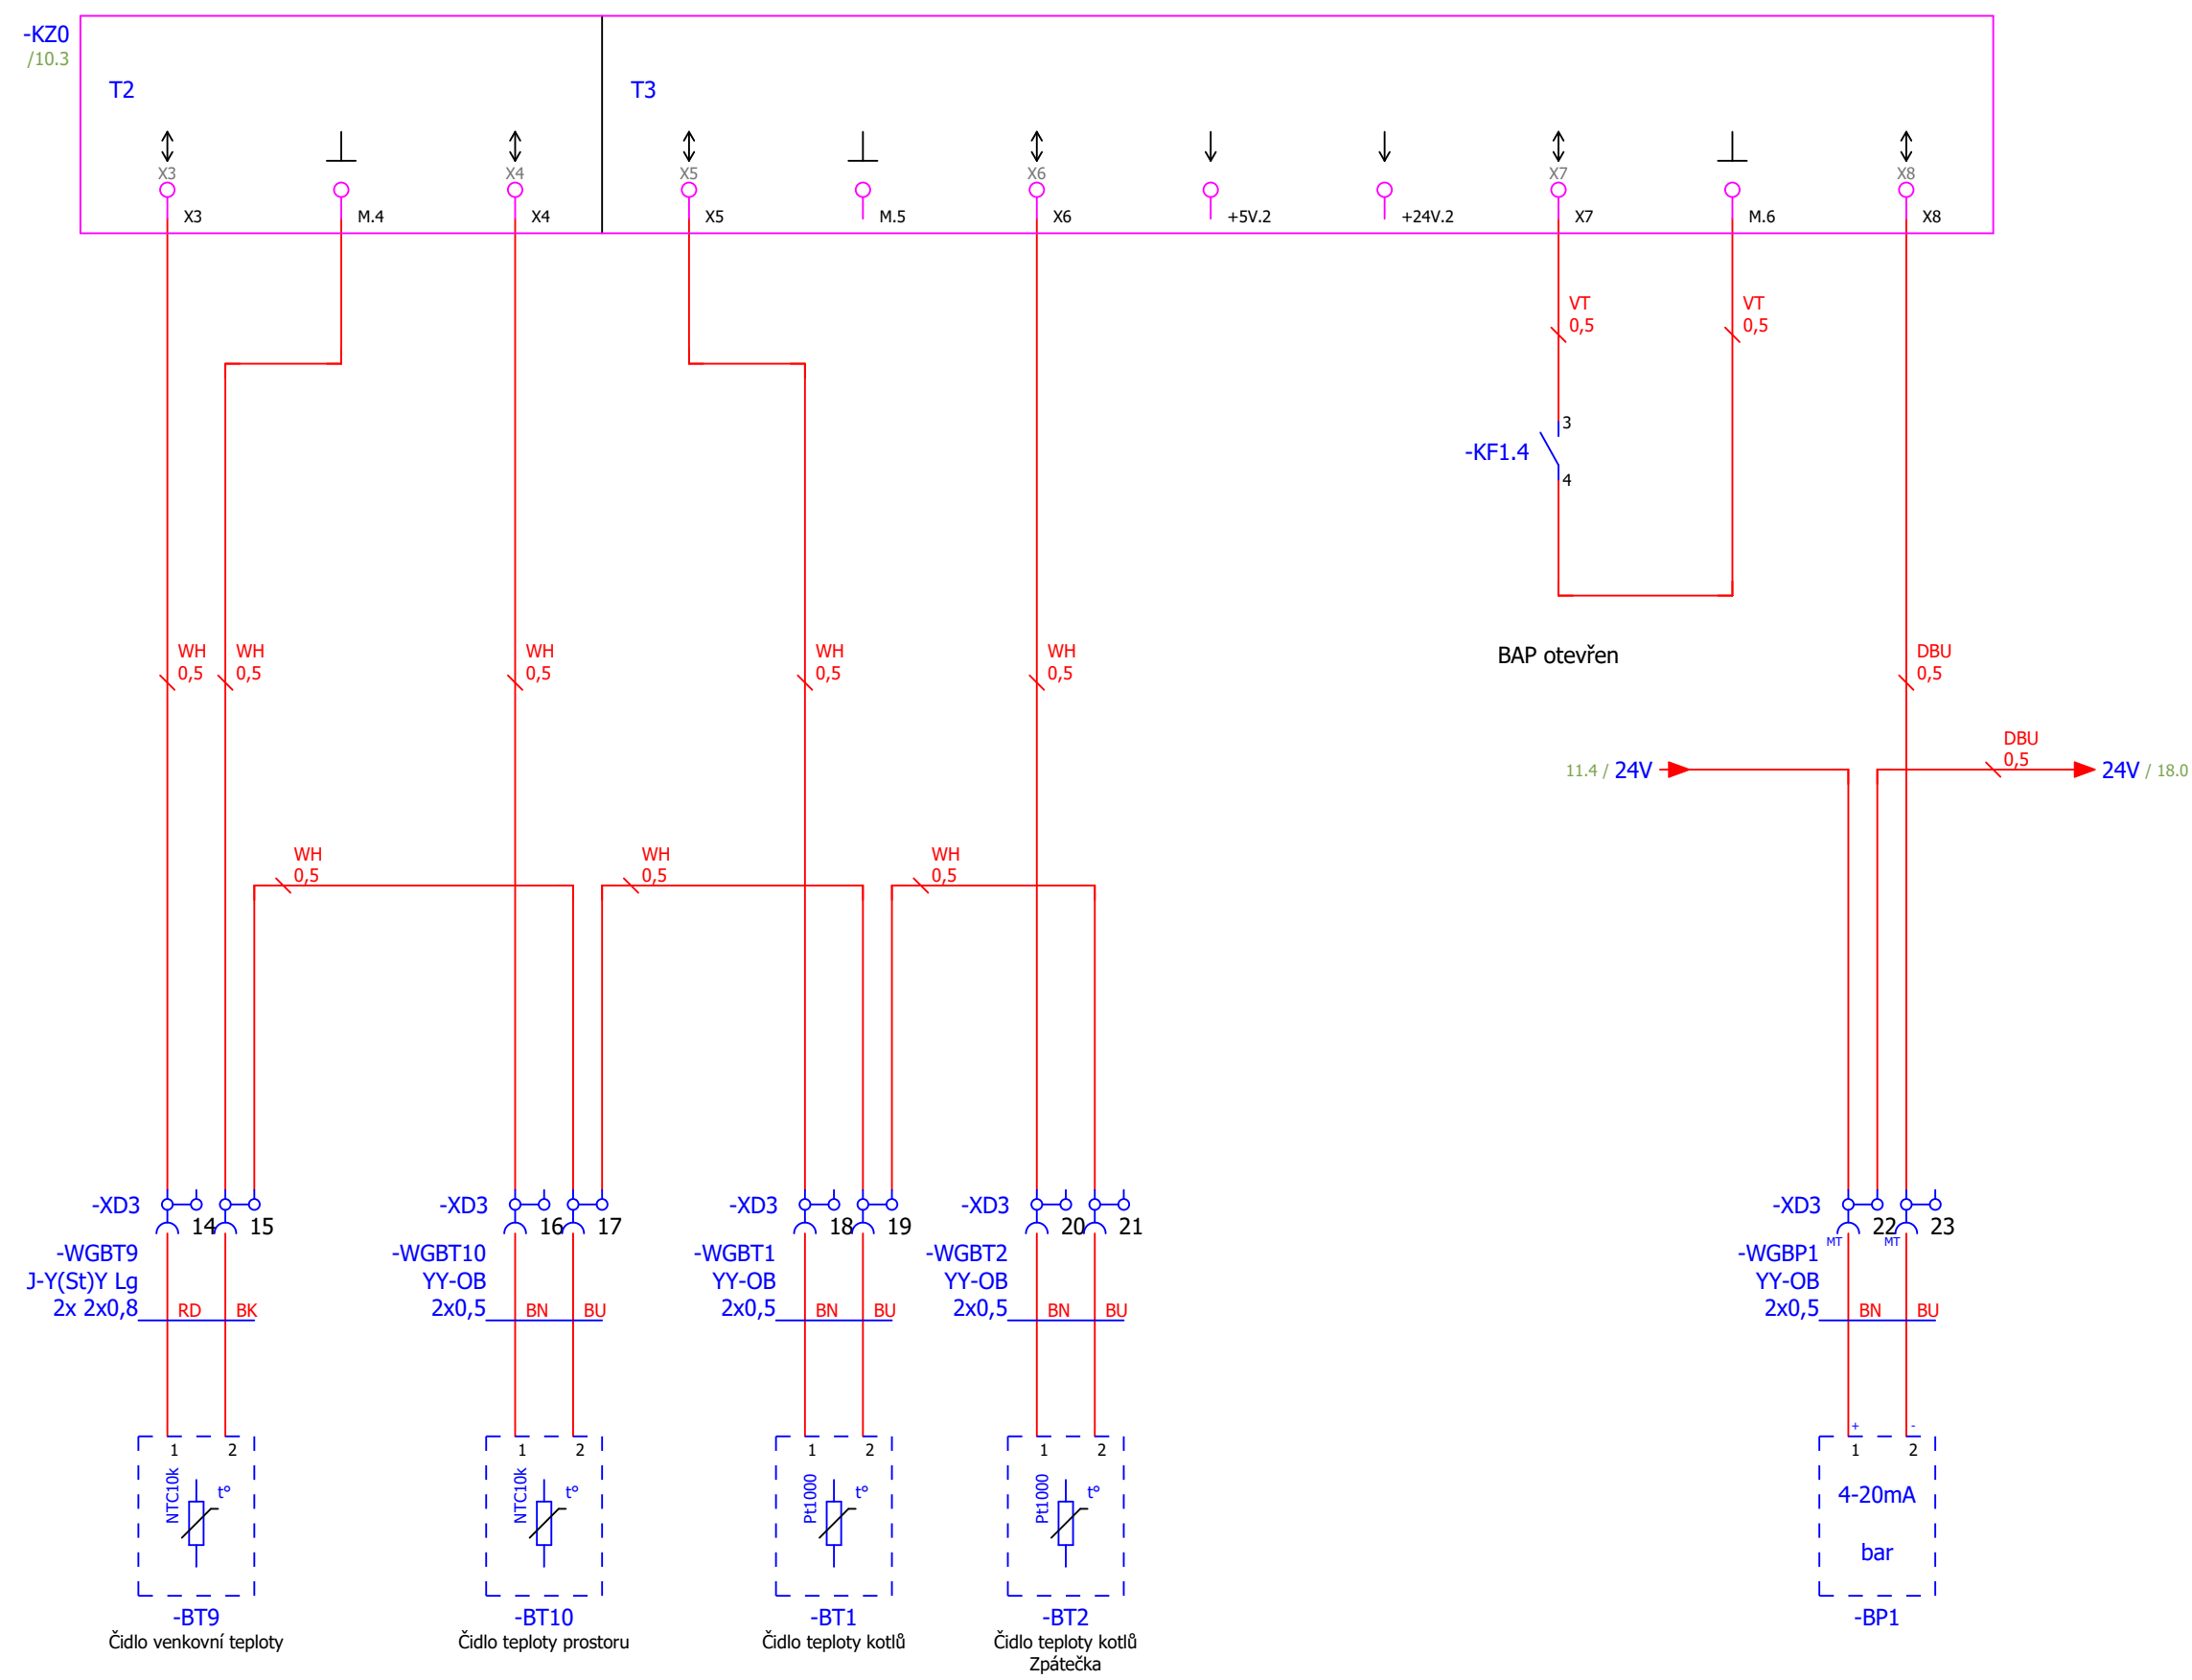 -KZ0
/10.3
T2
T3
X3
X4
X5
X6
X7
X8
X3
M.4
X4
X5
M.5
X6
+5V.2
+24V.2
X7
M.6
X8
VT
0,5
VT
0,5
3
-KF1.4
4
BAP otevřen
WH
0,5
WH
0,5
WH
0,5
WH
0,5
WH
0,5
DBU
0,5
11.4 / 24V
DBU
0,5
24V / 18.0
WH
0,5
WH
0,5
WH
0,5
-XD3
14
15
-XD3
16
17
-XD3
18
19
-XD3
20
21
-XD3
22
23
MT
MT
-WGBT9
J-Y(St)Y Lg
2x 2x0,8
RD
BK
-WGBT10
YY-OB
2x0,5
BN
BU
-WGBT1
YY-OB
2x0,5
BN
BU
-WGBT2
YY-OB
2x0,5
BN
BU
-WGBP1
YY-OB
2x0,5
BN
BU
1
2
NTC10k
t°
-BT9
Čidlo venkovní teploty
1
2
NTC10k
t°
-BT10
Čidlo teploty prostoru
1
2
Pt1000
t°
-BT1
Čidlo teploty kotlů
1
2
Pt1000
t°
-BT2
Čidlo teploty kotlů
Zpátečka
+
-
1
2
4-20mA
bar
-BP1